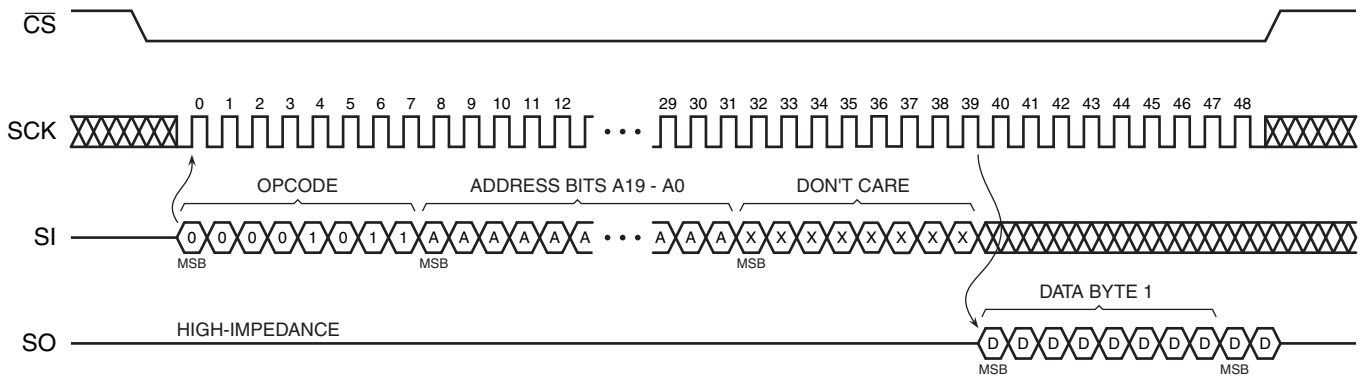 CS
0 1 2 3 4 5 6 7 8 9 10 11 12 29 30 31 32 33 34 35 36 37 38 39 40 41 42 43 44 45 46 47 48
SCK
OPCODE ADDRESS BITS A19 - A0 DON'T CARE
SI 0 0 0 0 1 0 1 1 A A A A A A ••• A A A X X X X X X X X
MSB MSB MSB
DATA BYTE 1
HIGH-IMPEDANCE
SO D D D D D D D D D D
MSB MSB